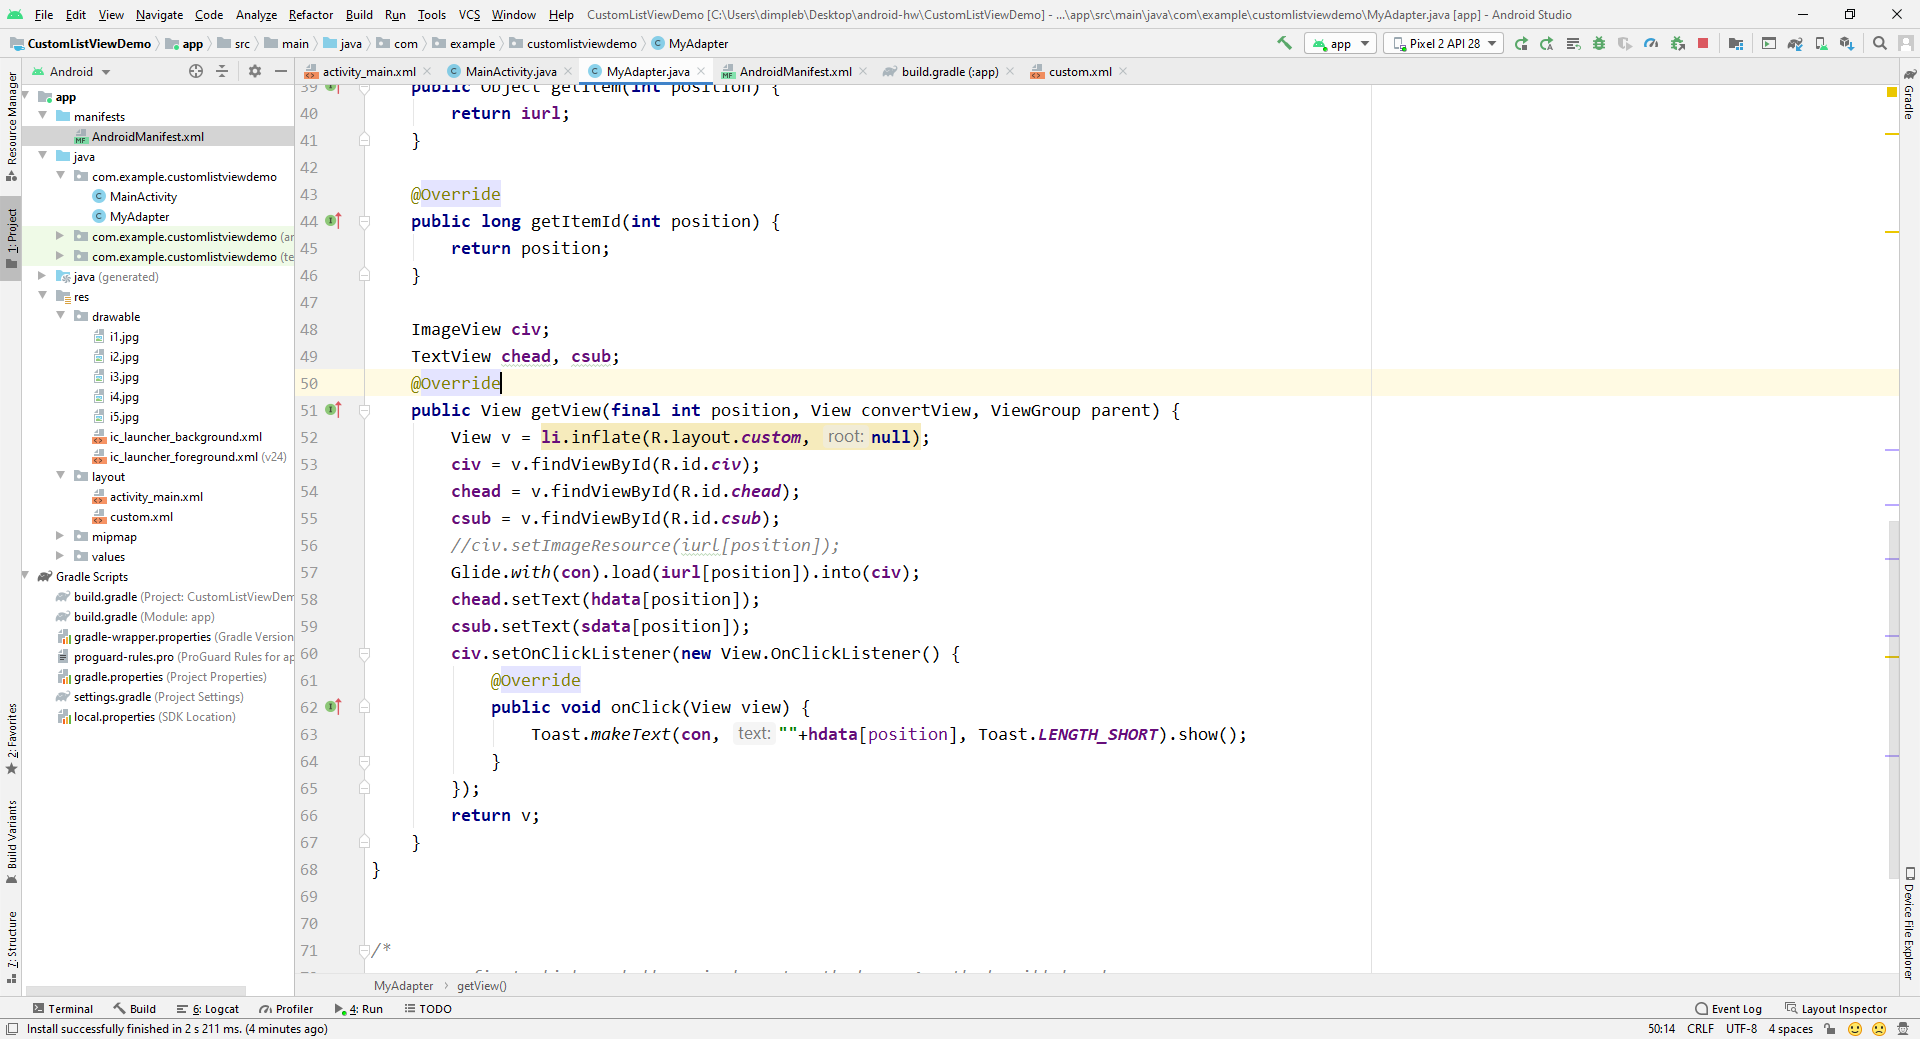 File Edit View Navigate Code Analyze Refactor Build Run Tools VCS Window Help CustomListViewDemo [C:\Users\dimpleb\Desktop\android-hw\CustomListViewDemo] - ...\app\src\main\java\com\example\customlistviewdemo\MyAdapter.java [app] - Android Studio
CustomListViewDemo app src main java com example customlistviewdemo MyAdapter app Pixel 2 API 28
Android activity_main.xml MainActivity.java MyAdapter.java AndroidManifest.xml build.gradle (:app) custom.xml
Resource Manager
1: Project
2: Favorites
Build Variants
7: Structure
app
manifests
AndroidManifest.xml
java
com.example.customlistviewdemo
MainActivity
MyAdapter
com.example.customlistviewdemo (an
com.example.customlistviewdemo (te
java (generated)
res
drawable
i1.jpg
i2.jpg
i3.jpg
i4.jpg
i5.jpg
ic_launcher_background.xml
ic_launcher_foreground.xml (v24)
layout
activity_main.xml
custom.xml
mipmap
values
Gradle Scripts
build.gradle (Project: CustomListViewDem
build.gradle (Module: app)
gradle-wrapper.properties (Gradle Version
proguard-rules.pro (ProGuard Rules for ap
gradle.properties (Project Properties)
settings.gradle (Project Settings)
local.properties (SDK Location)
39 public Object getItem(int position) {
40 return iurl;
41 }
42
43 @Override
44 public long getItemId(int position) {
45 return position;
46 }
47
48 ImageView civ;
49 TextView chead, csub;
50 @Override
51 public View getView(final int position, View convertView, ViewGroup parent) {
52 View v = li.inflate(R.layout.custom, root: null);
53 civ = v.findViewById(R.id.civ);
54 chead = v.findViewById(R.id.chead);
55 csub = v.findViewById(R.id.csub);
56 //civ.setImageResource(iurl[position]);
57 Glide.with(con).load(iurl[position]).into(civ);
58 chead.setText(hdata[position]);
59 csub.setText(sdata[position]);
60 civ.setOnClickListener(new View.OnClickListener() {
61 @Override
62 public void onClick(View view) {
63 Toast.makeText(con, text: ""+hdata[position], Toast.LENGTH_SHORT).show();
64 }
65 });
66 return v;
67 }
68 }
69
70
71 /*
Gradle
Device File Explorer
MyAdapter › getView()
Terminal Build 6: Logcat Profiler 4: Run TODO Event Log Layout Inspector
Install successfully finished in 2 s 211 ms. (4 minutes ago) 50:14 CRLF UTF-8 4 spaces